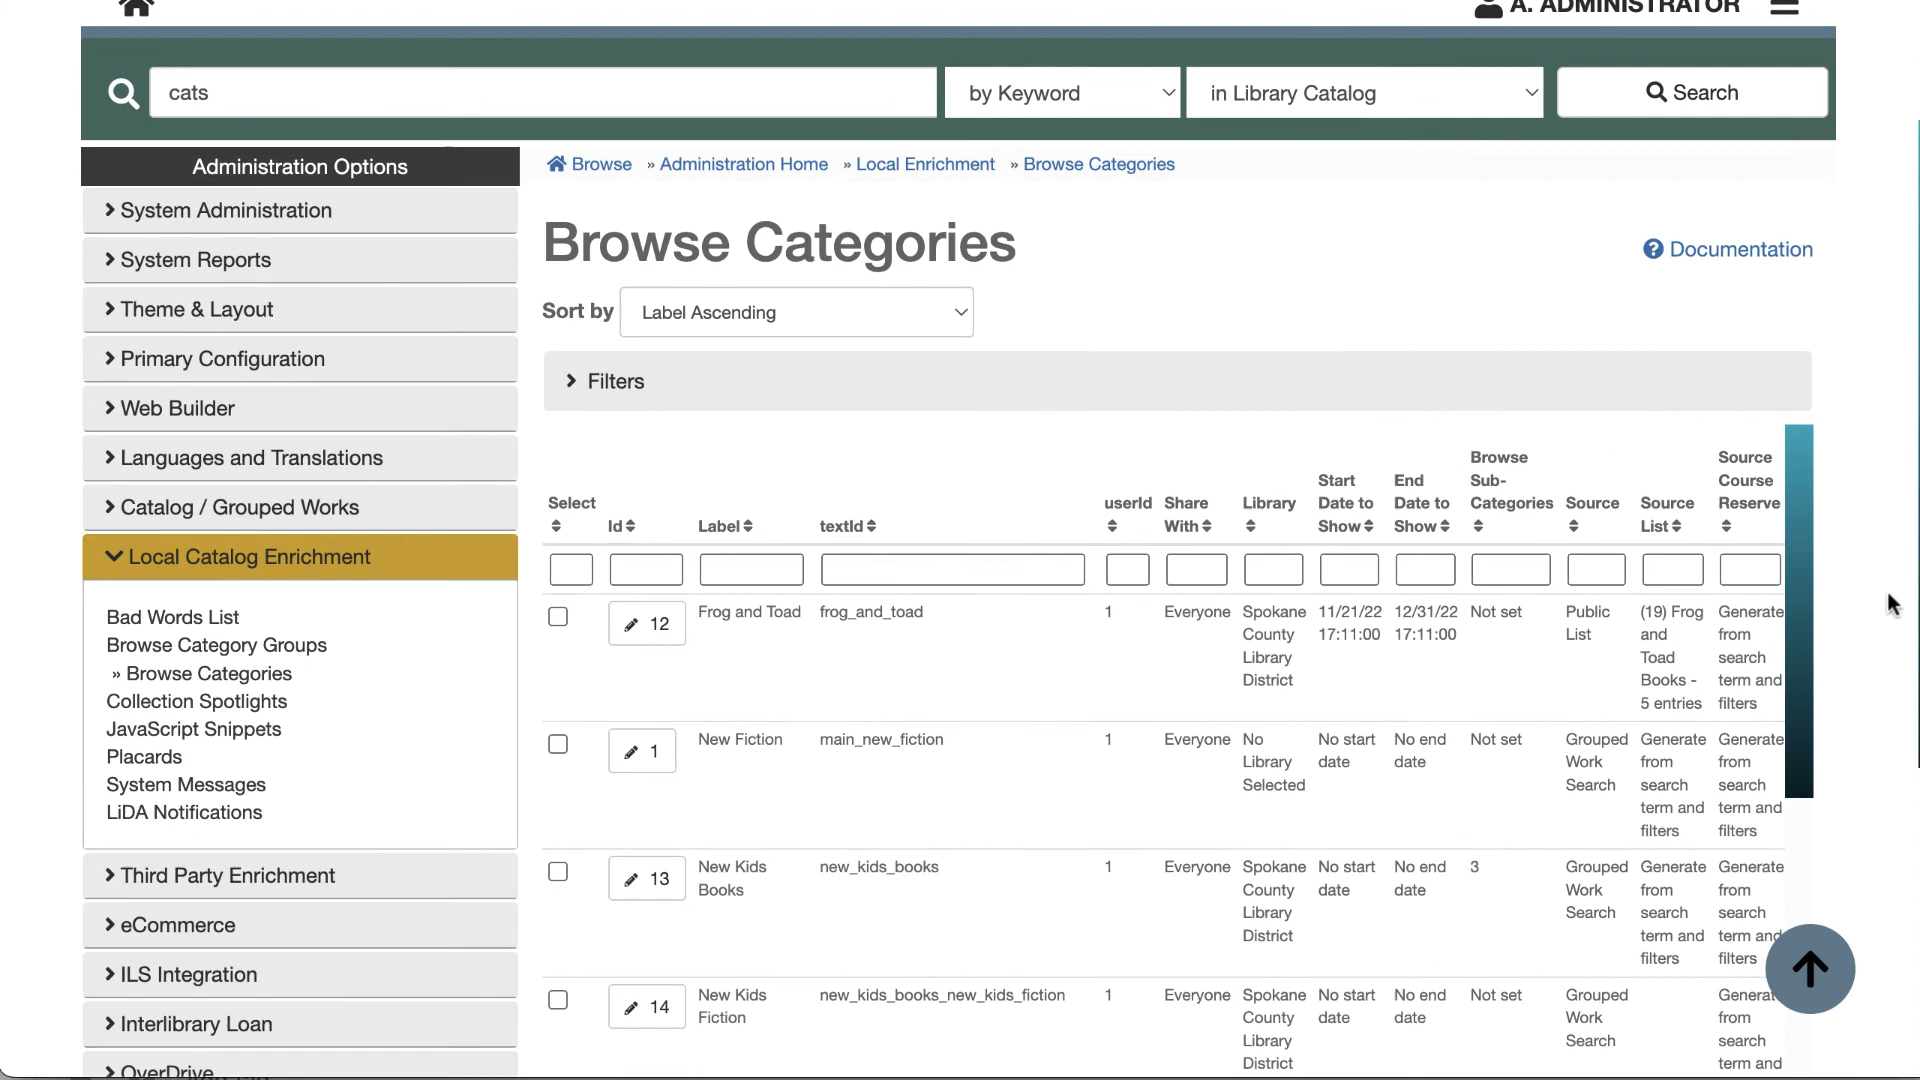 A. ADMINISTRATOR
cats
by Keyword
in Library Catalog
Search
Administration Options
System Administration
System Reports
Theme & Layout
Primary Configuration
Web Builder
Languages and Translations
Catalog / Grouped Works
Local Catalog Enrichment
Bad Words List
Browse Category Groups
» Browse Categories
Collection Spotlights
JavaScript Snippets
Placards
System Messages
LiDA Notifications
Third Party Enrichment
eCommerce
ILS Integration
Interlibrary Loan
OverDrive
Browse » Administration Home » Local Enrichment » Browse Categories
Browse Categories
Documentation
Sort by
Label Ascending
Filters
Select
Id
Label
textId
userId
Share
With
Library
Start
Date to
Show
End
Date to
Show
Browse
Sub-
Categories
Source
Source
List
Source
Course
Reserve
12
Frog and Toad
frog_and_toad
1
Everyone
Spokane
County
Library
District
11/21/22
17:11:00
12/31/22
17:11:00
Not set
Public
List
(19) Frog
and
Toad
Books -
5 entries
Generate
from
search
term and
filters
1
New Fiction
main_new_fiction
1
Everyone
No
Library
Selected
No start
date
No end
date
Not set
Grouped
Work
Search
Generate
from
search
term and
filters
Generate
from
search
term and
filters
13
New Kids
Books
new_kids_books
1
Everyone
Spokane
County
Library
District
No start
date
No end
date
3
Grouped
Work
Search
Generate
from
search
term and
filters
Generate
from
search
term and
filters
14
New Kids
Fiction
new_kids_books_new_kids_fiction
1
Everyone
Spokane
County
Library
District
No start
date
No end
date
Not set
Grouped
Work
Search
Generat
from
search
term and